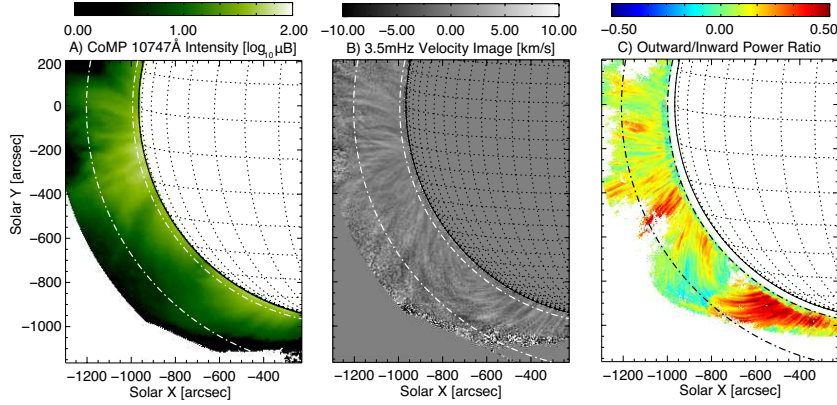 0.00 1.00 2.00
-10.00 -5.00 0.00 5.00 10.00
-0.50 0.00 0.50
A) CoMP 10747Å Intensity [log₁₀μB]
B) 3.5mHz Velocity Image [km/s]
C) Outward/Inward Power Ratio
200
0
-200
-400
-600
-800
-1000
Solar Y [arcsec]
-1200 -1000 -800 -600 -400
-1200 -1000 -800 -600 -400
-1200 -1000 -800 -600 -400
Solar X [arcsec]
Solar X [arcsec]
Solar X [arcsec]